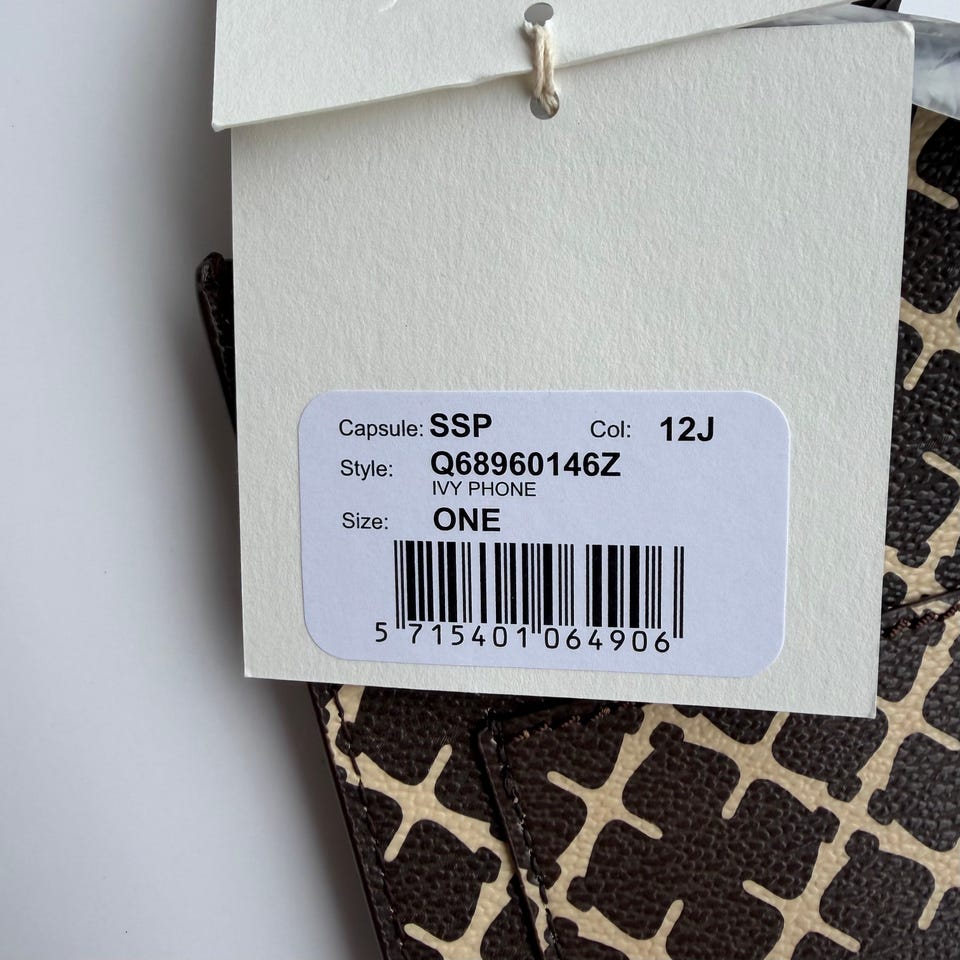 Capsule: SSP Col: 12J
Style: Q68960146Z
IVY PHONE
Size: ONE
5 715401 064906